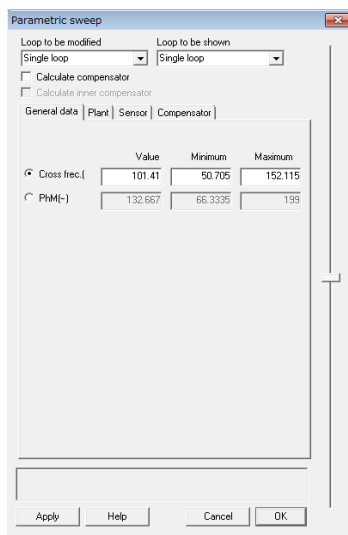 Parametric sweep
Loop to be modified Loop to be shown
Single loop Single loop
Calculate compensator
Calculate inner compensator
General data Plant Sensor Compensator
Value Minimum Maximum
Cross frec.( 101.41 50.705 152.115
PhM(~) 132.667 66.3335 199
Apply Help Cancel OK